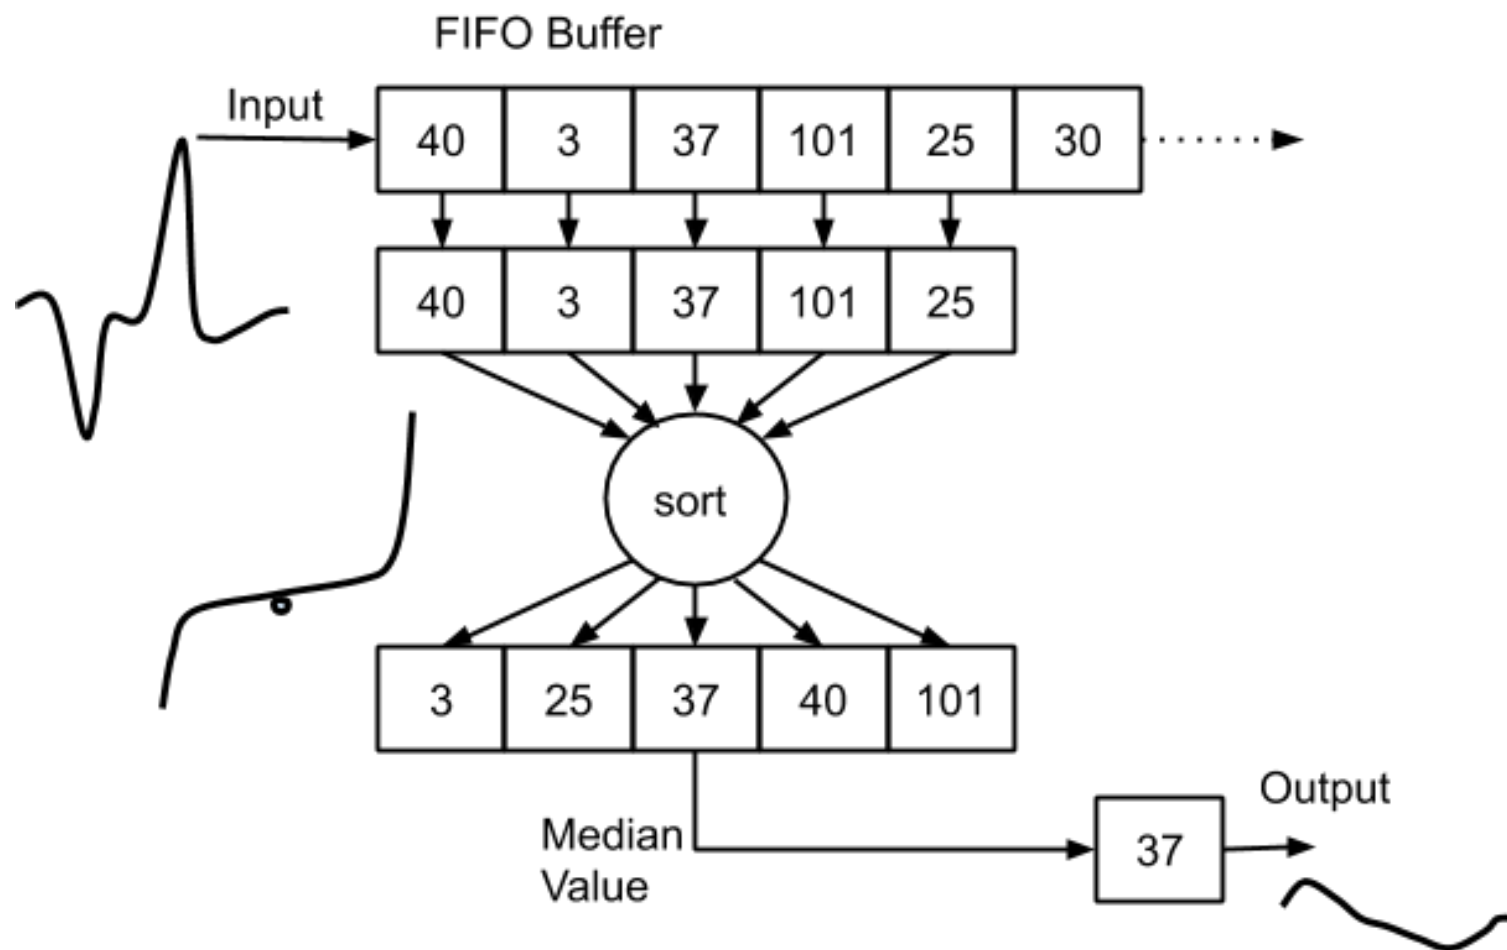 FIFO Buffer
Input
40 3 37 101 25 30
40 3 37 101 25
sort
3 25 37 40 101
Output
Median
Value
37